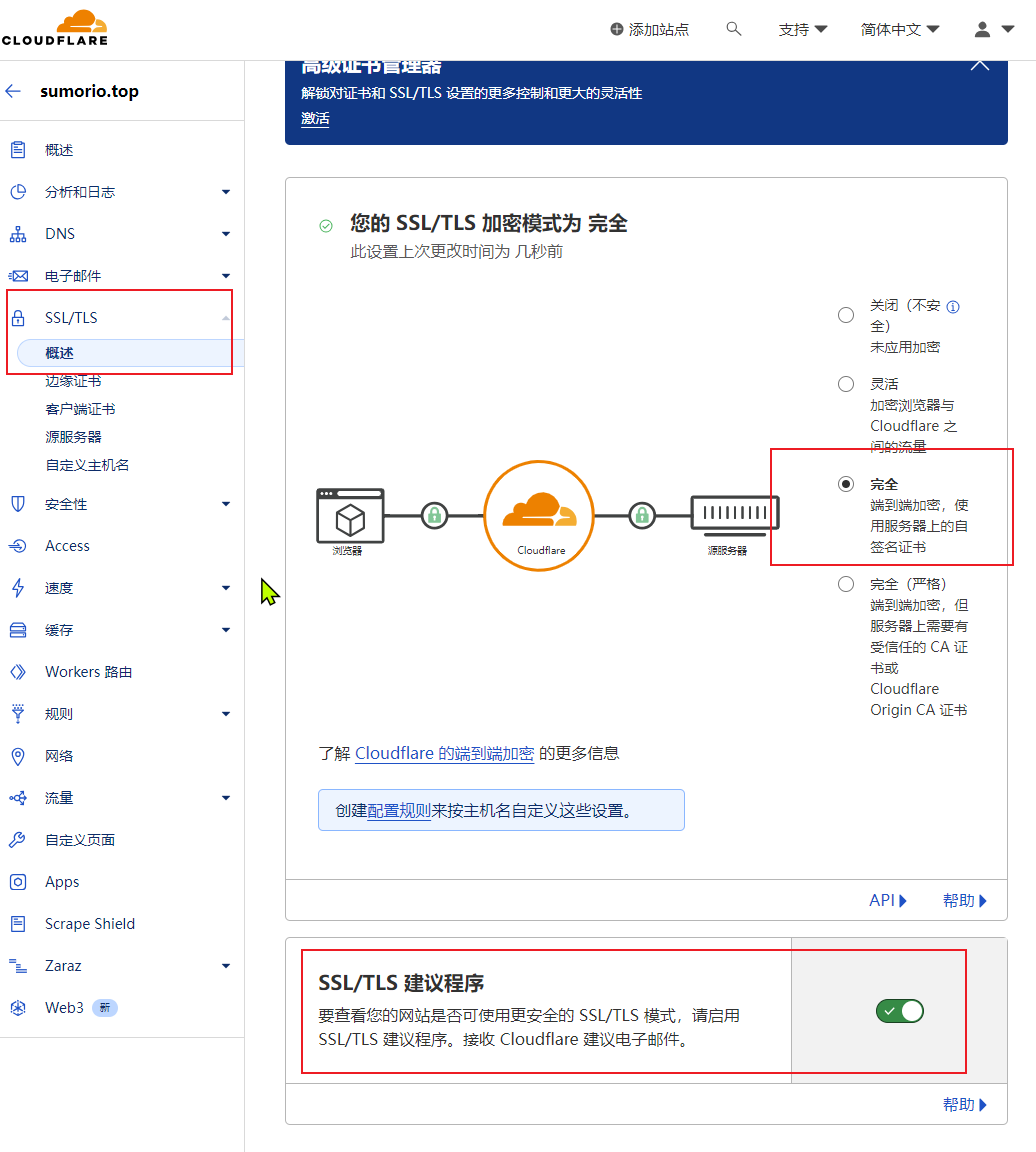 CLOUDFLARE
添加站点
支持
简体中文
sumorio.top
概述
分析和日志
DNS
电子邮件
SSL/TLS
概述
边缘证书
客户端证书
源服务器
自定义主机名
安全性
Access
速度
缓存
Workers 路由
规则
网络
流量
自定义页面
Apps
Scrape Shield
Zaraz
Web3 新
高级证书管理器
解锁对证书和 SSL/TLS 设置的更多控制和更大的灵活性
激活
您的 SSL/TLS 加密模式为 完全
此设置上次更改时间为 几秒前
浏览器
Cloudflare
源服务器
关闭（不安
全）
未应用加密
灵活
加密浏览器与
Cloudflare 之
间的流量
完全
端到端加密，使
用服务器上的自
签名证书
完全（严格）
端到端加密，但
服务器上需要有
受信任的 CA 证
书或
Cloudflare
Origin CA 证书
了解 Cloudflare 的端到端加密 的更多信息
创建配置规则来按主机名自定义这些设置。
API
帮助
SSL/TLS 建议程序
要查看您的网站是否可使用更安全的 SSL/TLS 模式，请启用
SSL/TLS 建议程序。接收 Cloudflare 建议电子邮件。
帮助